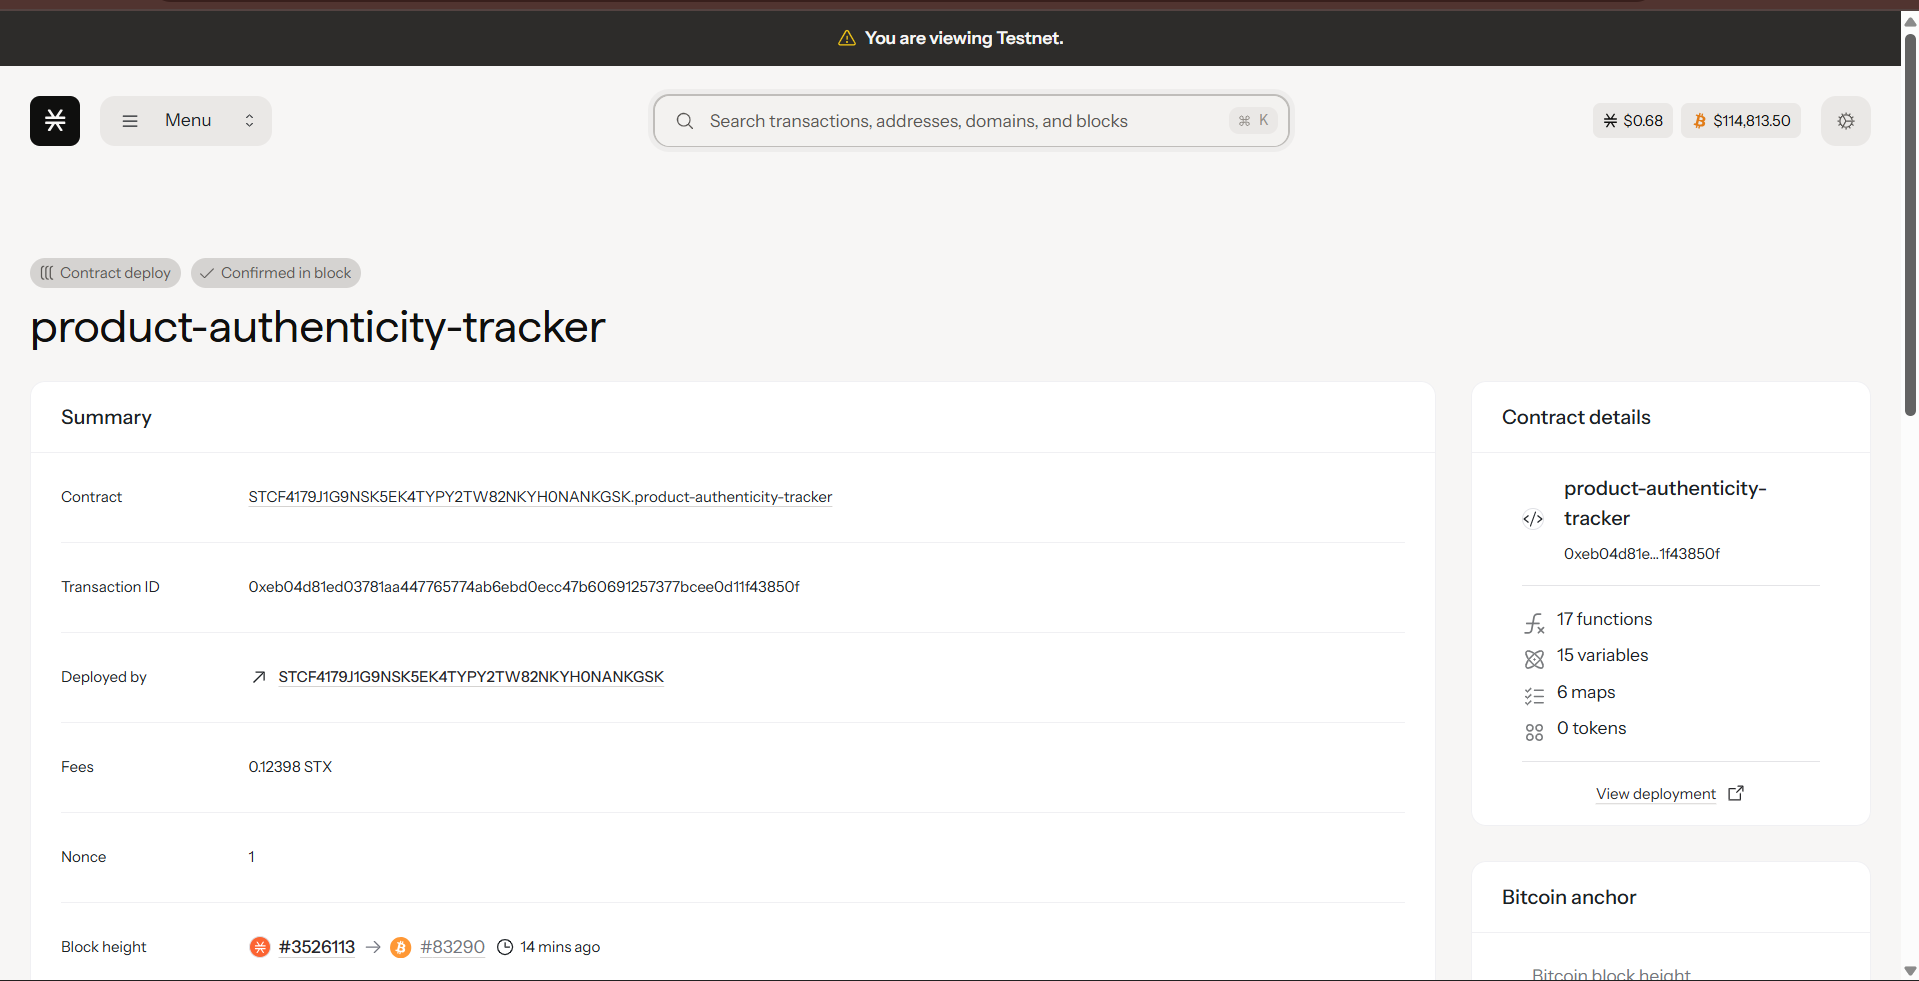 You are viewing Testnet.
Menu
Search transactions, addresses, domains, and blocks
⌘ K
$0.68
$114,813.50
Contract deploy
Confirmed in block
product-authenticity-tracker
Summary
Contract
STCF4179J1G9NSK5EK4TYPY2TW82NKYH0NANKGSK.product-authenticity-tracker
Transaction ID
0xeb04d81ed03781aa447765774ab6ebd0ecc47b60691257377bcee0d11f43850f
Deployed by
STCF4179J1G9NSK5EK4TYPY2TW82NKYH0NANKGSK
Fees
0.12398 STX
Nonce
1
Block height
#3526113
#83290
14 mins ago
Contract details
product-authenticity-
tracker
0xeb04d81e...1f43850f
17 functions
15 variables
6 maps
0 tokens
View deployment
Bitcoin anchor
Bitcoin block height